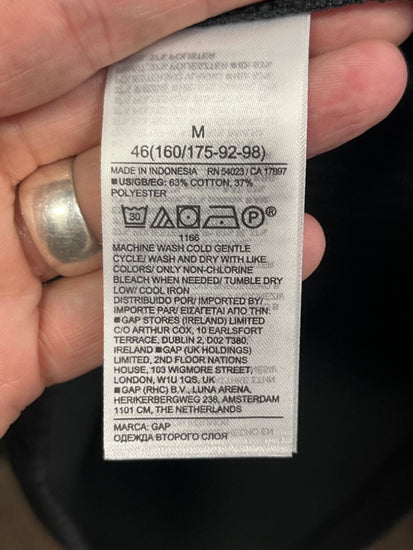 M
46(160/175-92-98)
MADE IN INDONESIA RN 54023 / CA 17897
■US/GB/EG: 63% COTTON, 37%
POLYESTER
30 P®
1166
MACHINE WASH COLD GENTLE
CYCLE/ WASH AND DRY WITH LIKE
COLORS/ ONLY NON-CHLORINE
BLEACH WHEN NEEDED/ TUMBLE DRY
LOW/ COOL IRON
DISTRIBUIDO POR/ IMPORTED BY/
IMPORTE PAR/ ΕΙΣΑΓΕΤΑΙ ΑΠΟ ΤΗΝ:
■ GAP STORES (IRELAND) LIMITED
C/O ARTHUR COX, 10 EARLSFORT
TERRACE, DUBLIN 2, D02 T380,
IRELAND ■ GAP (UK HOLDINGS)
LIMITED, 2ND FLOOR NATIONS
HOUSE, 103 WIGMORE STREET,
LONDON, W1U 1QS, UK
■ GAP (RHC) B.V., LUNA ARENA,
HERIKERBERGWEG 238, AMSTERDAM
1101 CM, THE NETHERLANDS
MARCA: GAP
ОДЕЖДА ВТОРОГО СЛОЯ